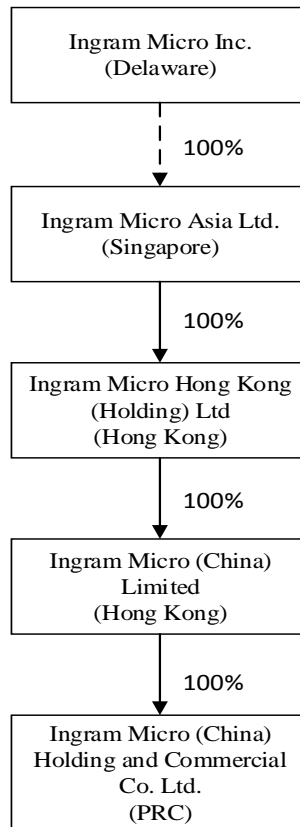 Ingram Micro Inc.
(Delaware)
100%
Ingram Micro Asia Ltd.
(Singapore)
100%
Ingram Micro Hong Kong
(Holding) Ltd
(Hong Kong)
100%
Ingram Micro (China)
Limited
(Hong Kong)
100%
Ingram Micro (China)
Holding and Commercial
Co. Ltd.
(PRC)